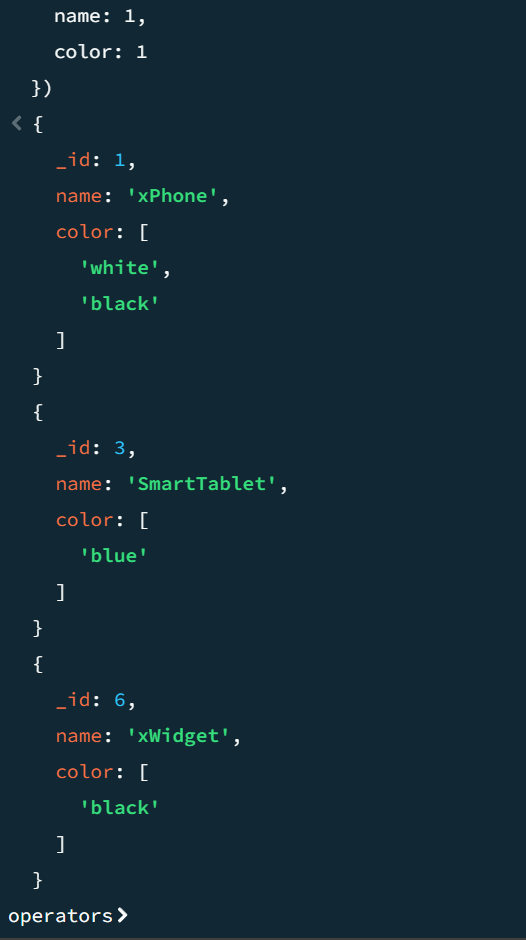 name: 1,
color: 1
})
< {
_id: 1,
name: 'xPhone',
color: [
'white',
'black'
]
}
{
_id: 3,
name: 'SmartTablet',
color: [
'blue'
]
}
{
_id: 6,
name: 'xWidget',
color: [
'black'
]
}
operators>